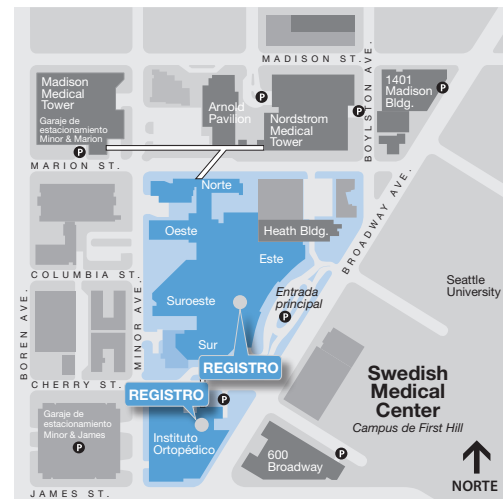 MADISON ST.
BOYLSTON AVE.
Madison
Medical
Tower
Garaje de
estacionamiento
Minor & Marion
P
Arnold
Pavilion
P
Nordstrom
Medical
Tower
P
1401
Madison
Bldg.
P
MARION ST.
Norte
Oeste
Heath Bldg.
Este
BROADWAY AVE.
COLUMBIA ST.
Suroeste
Entrada
principal
P
Seattle
University
BOREN AVE.
MINOR AVE.
Sur
REGISTRO
CHERRY ST.
REGISTRO
P
Swedish
Medical
Center
Campus de First Hill
Garaje de
estacionamiento
Minor & James
P
Instituto
Ortopédico
600
Broadway
P
NORTE
JAMES ST.